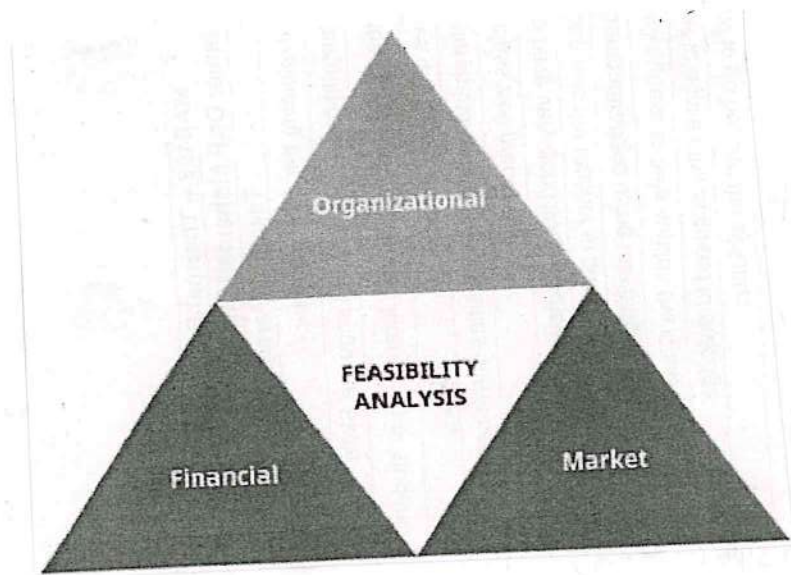 Organizational
FEASIBILITY
ANALYSIS
Financial
Market